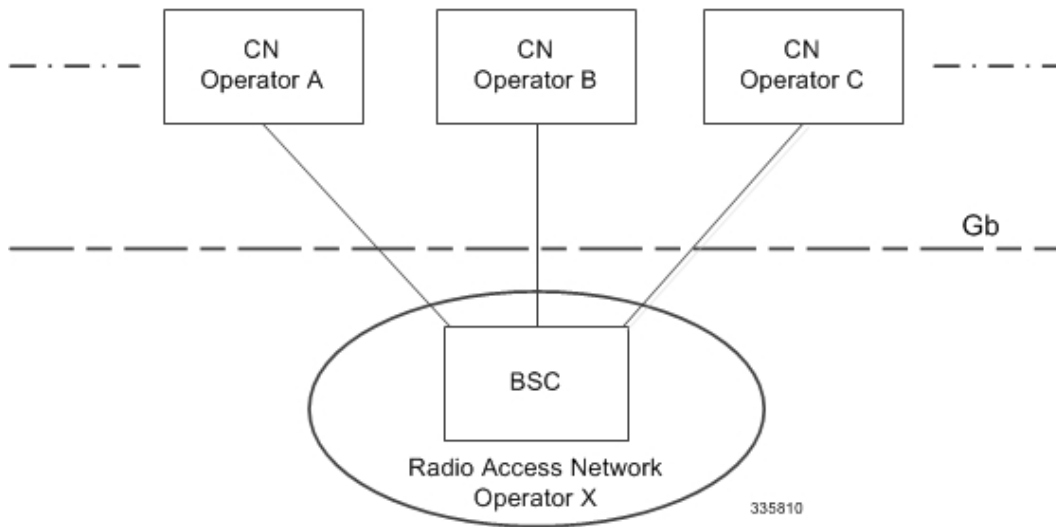 CN
Operator A
CN
Operator B
CN
Operator C
Gb
BSC
Radio Access Network
Operator X
335810